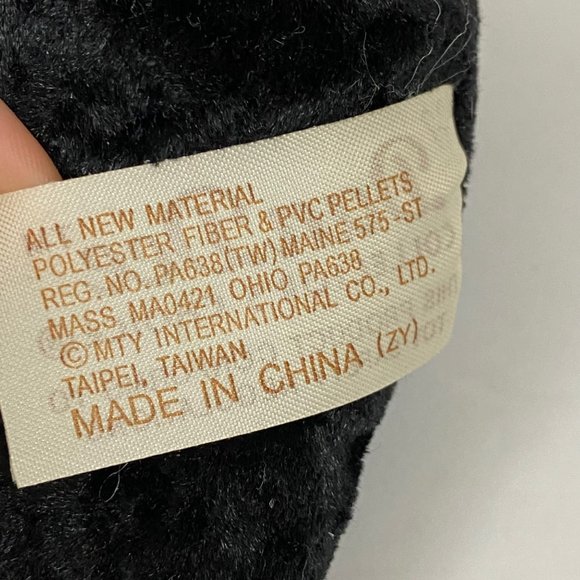 ALL NEW MATERIAL
POLYESTER FIBER & PVC PELLETS
REG. NO. PA638(TW) MAINE 575-ST
MASS MA0421 OHIO PA638
©MTY INTERNATIONAL CO., LTD.
TAIPEI, TAIWAN
MADE IN CHINA (ZY)